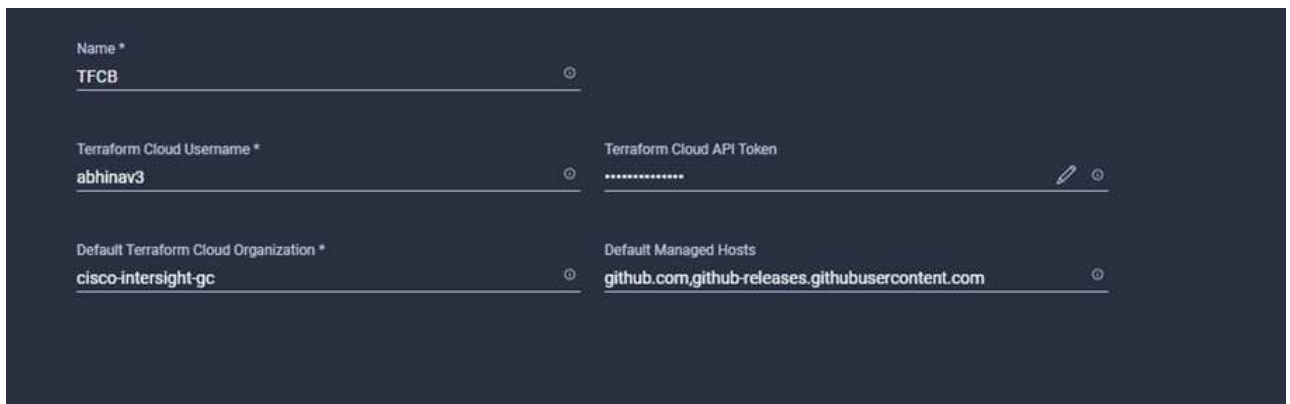 Name *
TFCB
Terraform Cloud Username *
Terraform Cloud API Token
abhinav3
••••••••••••••
Default Terraform Cloud Organization *
Default Managed Hosts
cisco-intersight-gc
github.com,github-releases.githubusercontent.com